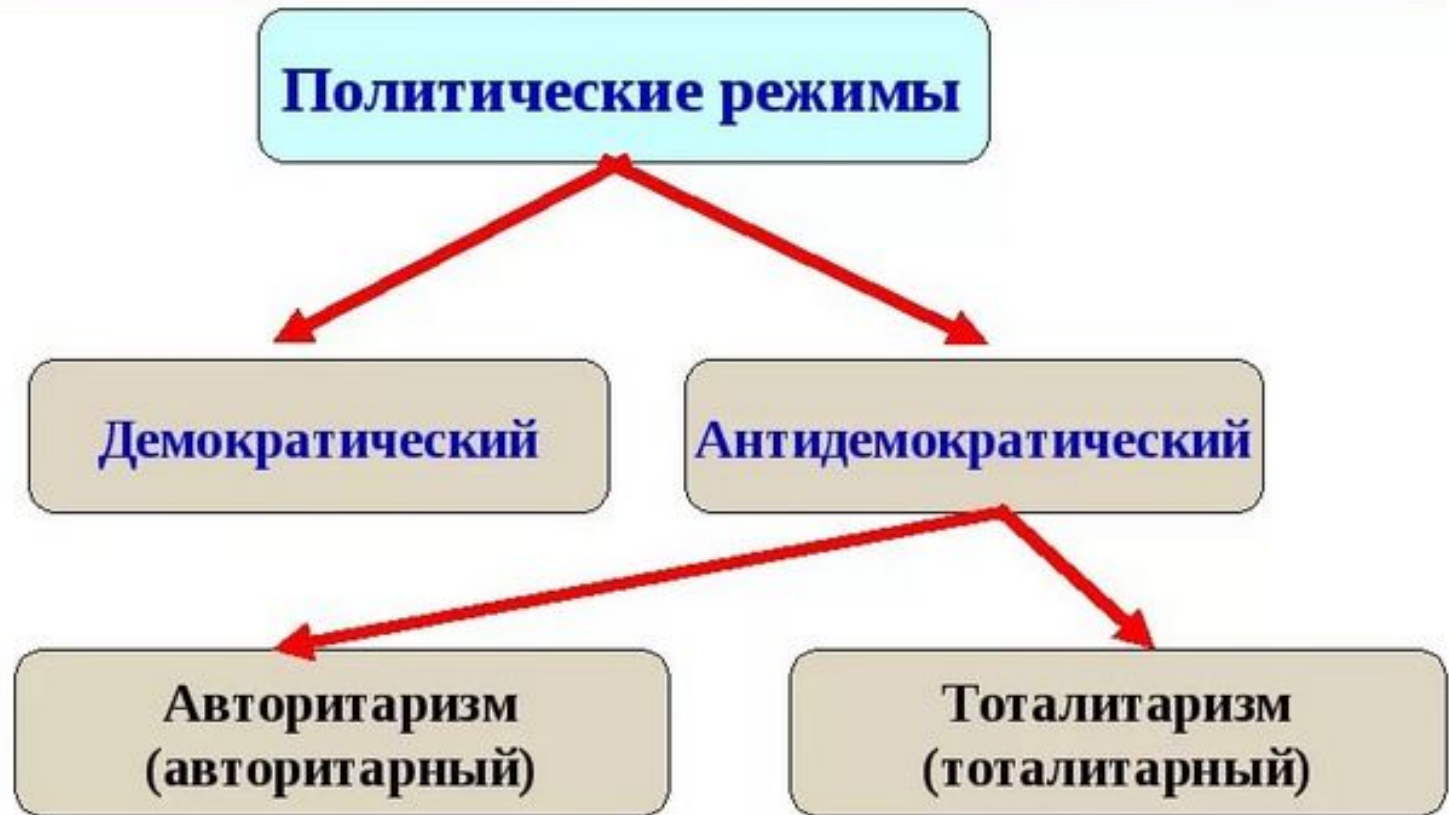 Политические режимы
Демократический
Антидемократический
Авторитаризм
(авторитарный)
Тоталитаризм
(тоталитарный)